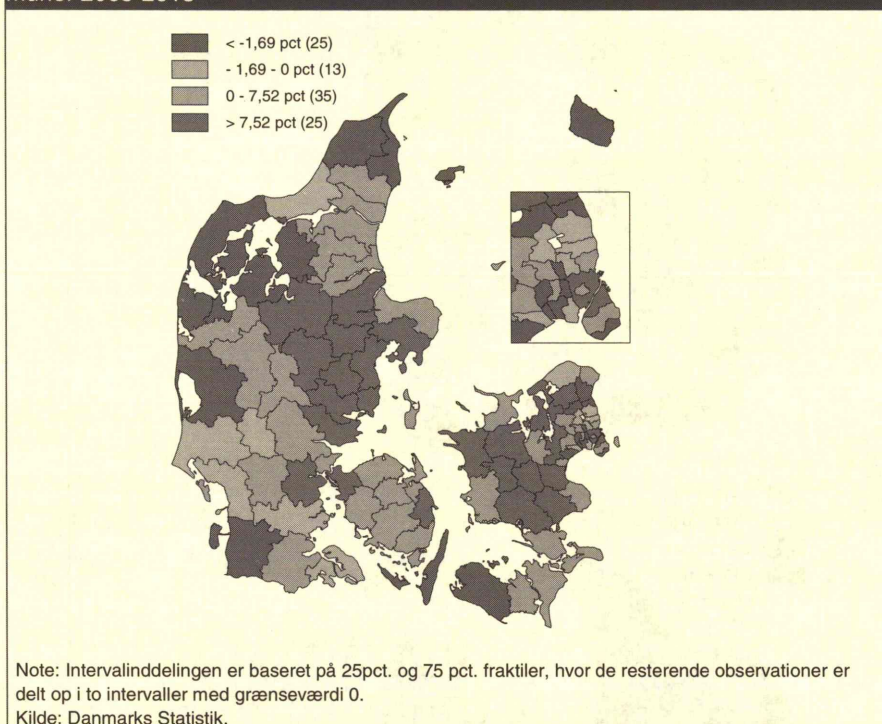 < -1,69 pct (25)
- 1,69 - 0 pct (13)
0 - 7,52 pct (35)
> 7,52 pct (25)
Note: Intervalinddelingen er baseret på 25pct. og 75 pct. fraktiler, hvor de resterende observationer er
delt op i to intervaller med grænseværdi 0.
Kilde: Danmarks Statistik.